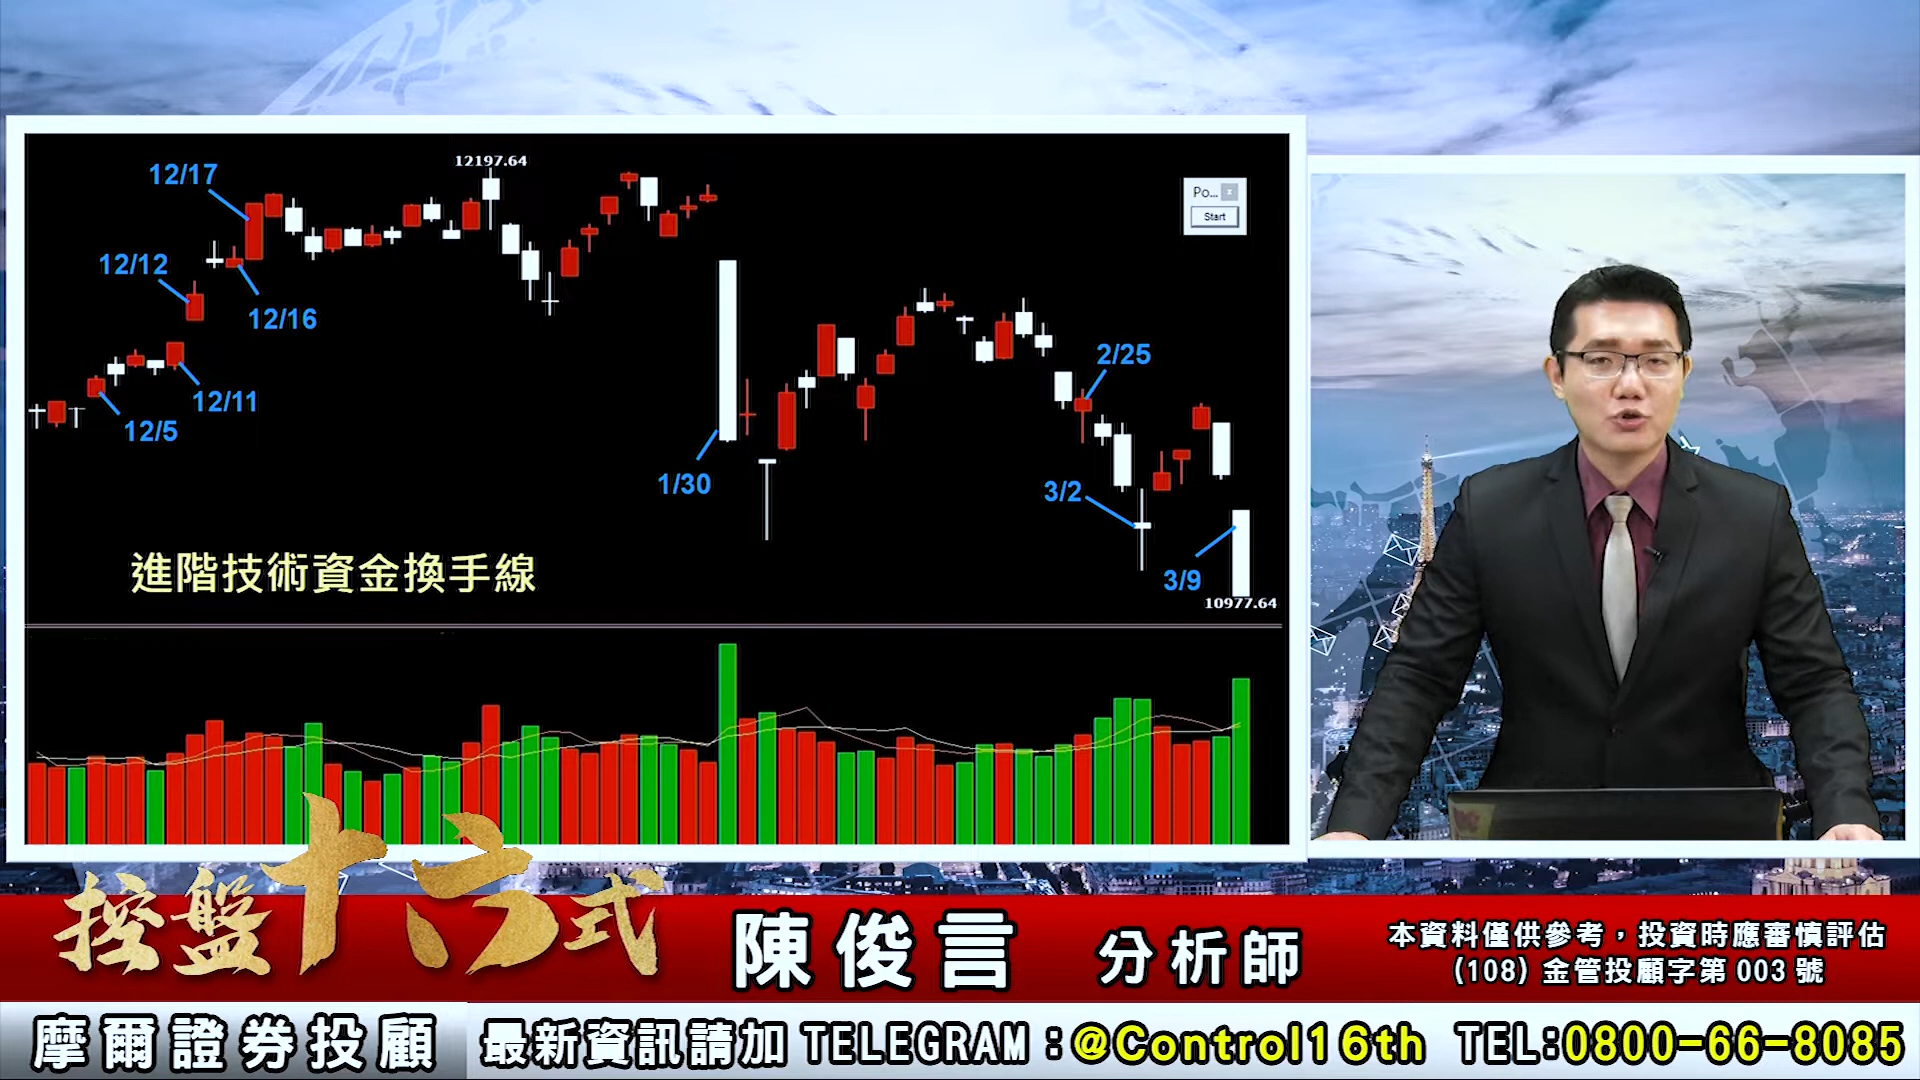 12197.64
12/17
Po...
x
Start
12/12
12/16
2/25
12/11
12/5
1/30
3/2
進階技術資金換手線
3/9
10977.64
控盤十六式
陳俊言 分析師
本資料僅供參考,投資時應審慎評估
(108) 金管投顧字第 003 號
摩爾證券投顧
最新資訊請加 TELEGRAM:@Control16th TEL:0800-66-8085